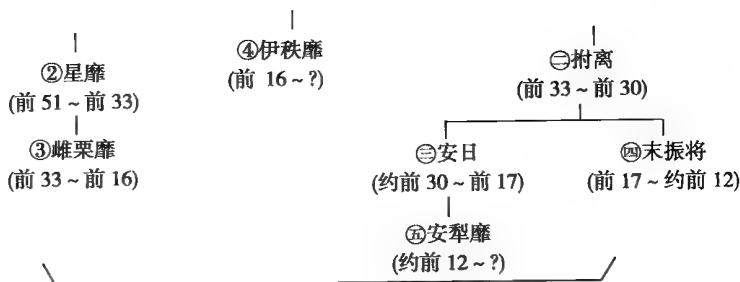 ②星靡
(前 51～前 33)
③雌栗靡
(前 33～前 16)
④伊秩靡
(前 16～?)
㊁拊离
(前 33～前 30)
㊂安日
(约前 30～前 17)
㊃末振将
(前 17～约前 12)
㊄安犁靡
(约前 12～?)